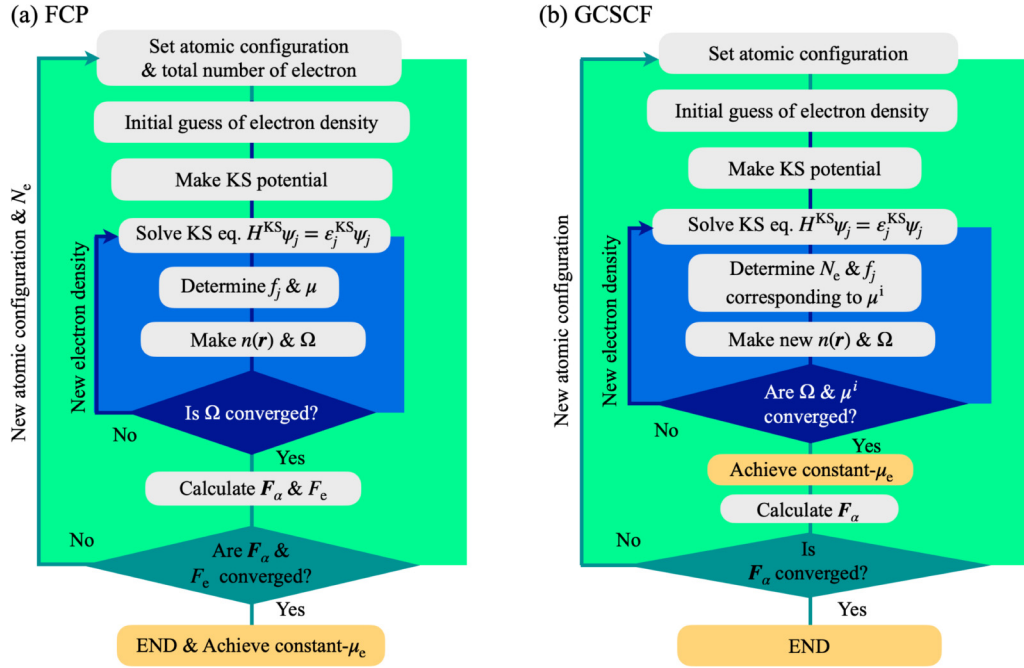 (a) FCP
Set atomic configuration
& total number of electron
Initial guess of electron density
Make KS potential
Solve KS eq. H^KS ψ_j = ε_j^KS ψ_j
Determine f_j & μ
Make n(r) & Ω
Is Ω converged?
No
Yes
Calculate F_α & F_e
Are F_α &
F_e converged?
No
Yes
END & Achieve constant-μ_e
New electron density
New atomic configuration & N_e
(b) GCSCF
Set atomic configuration
Initial guess of electron density
Make KS potential
Solve KS eq. H^KS ψ_j = ε_j^KS ψ_j
Determine N_e & f_j
corresponding to μ^i
Make new n(r) & Ω
Are Ω & μ^i
converged?
No
Yes
Achieve constant-μ_e
Calculate F_α
Is
F_α converged?
No
Yes
END
New electron density
New atomic configuration